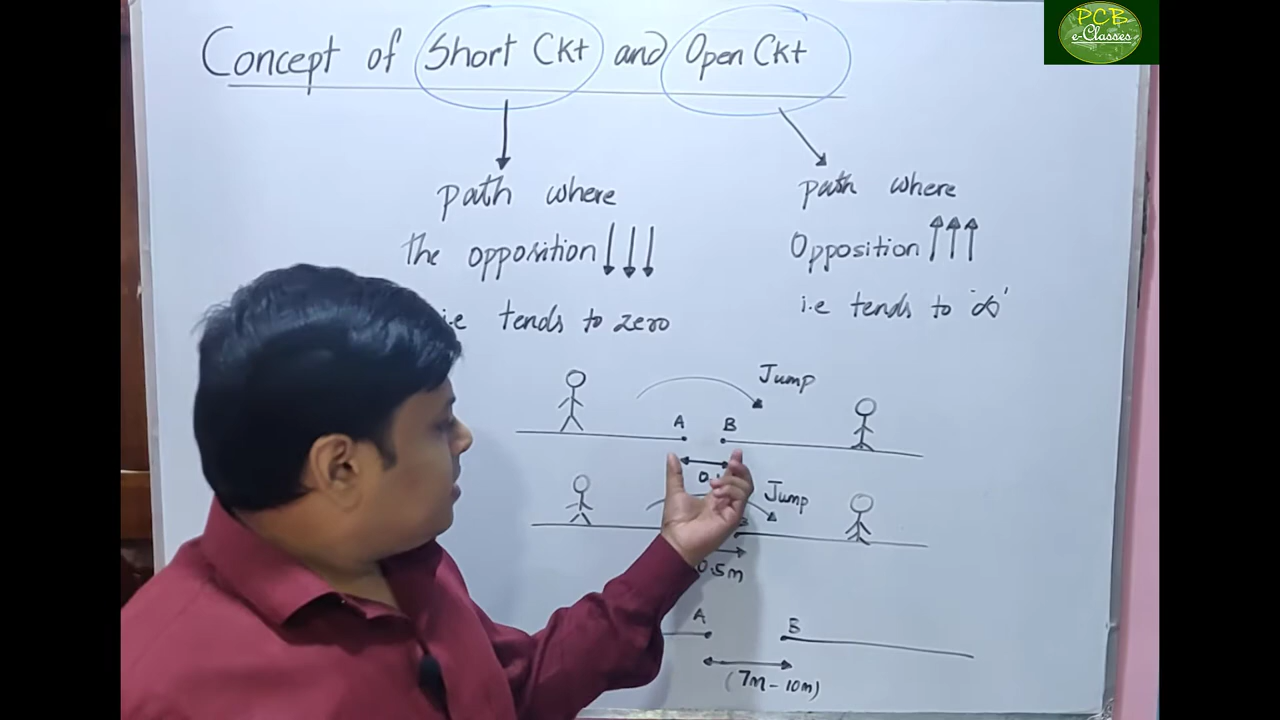 PCB
e-Classes
Concept of Short Ckt and Open Ckt
path where
the opposition ↓↓↓
i.e tends to zero
path where
Opposition ↑↑↑
i.e tends to '∞'
Jump
A B
Jump
0.5m
A B
(7m - 10m)